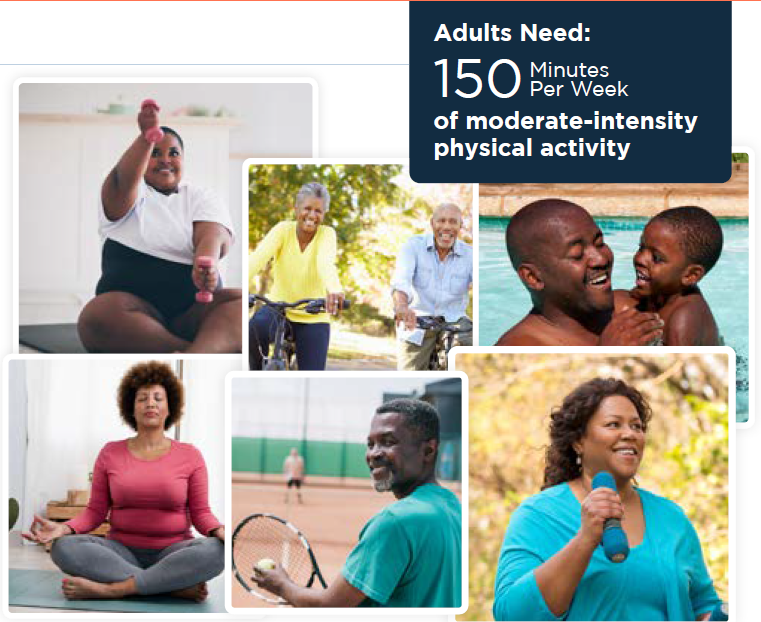 Adults Need:
150 Minutes
Per Week
of moderate-intensity
physical activity